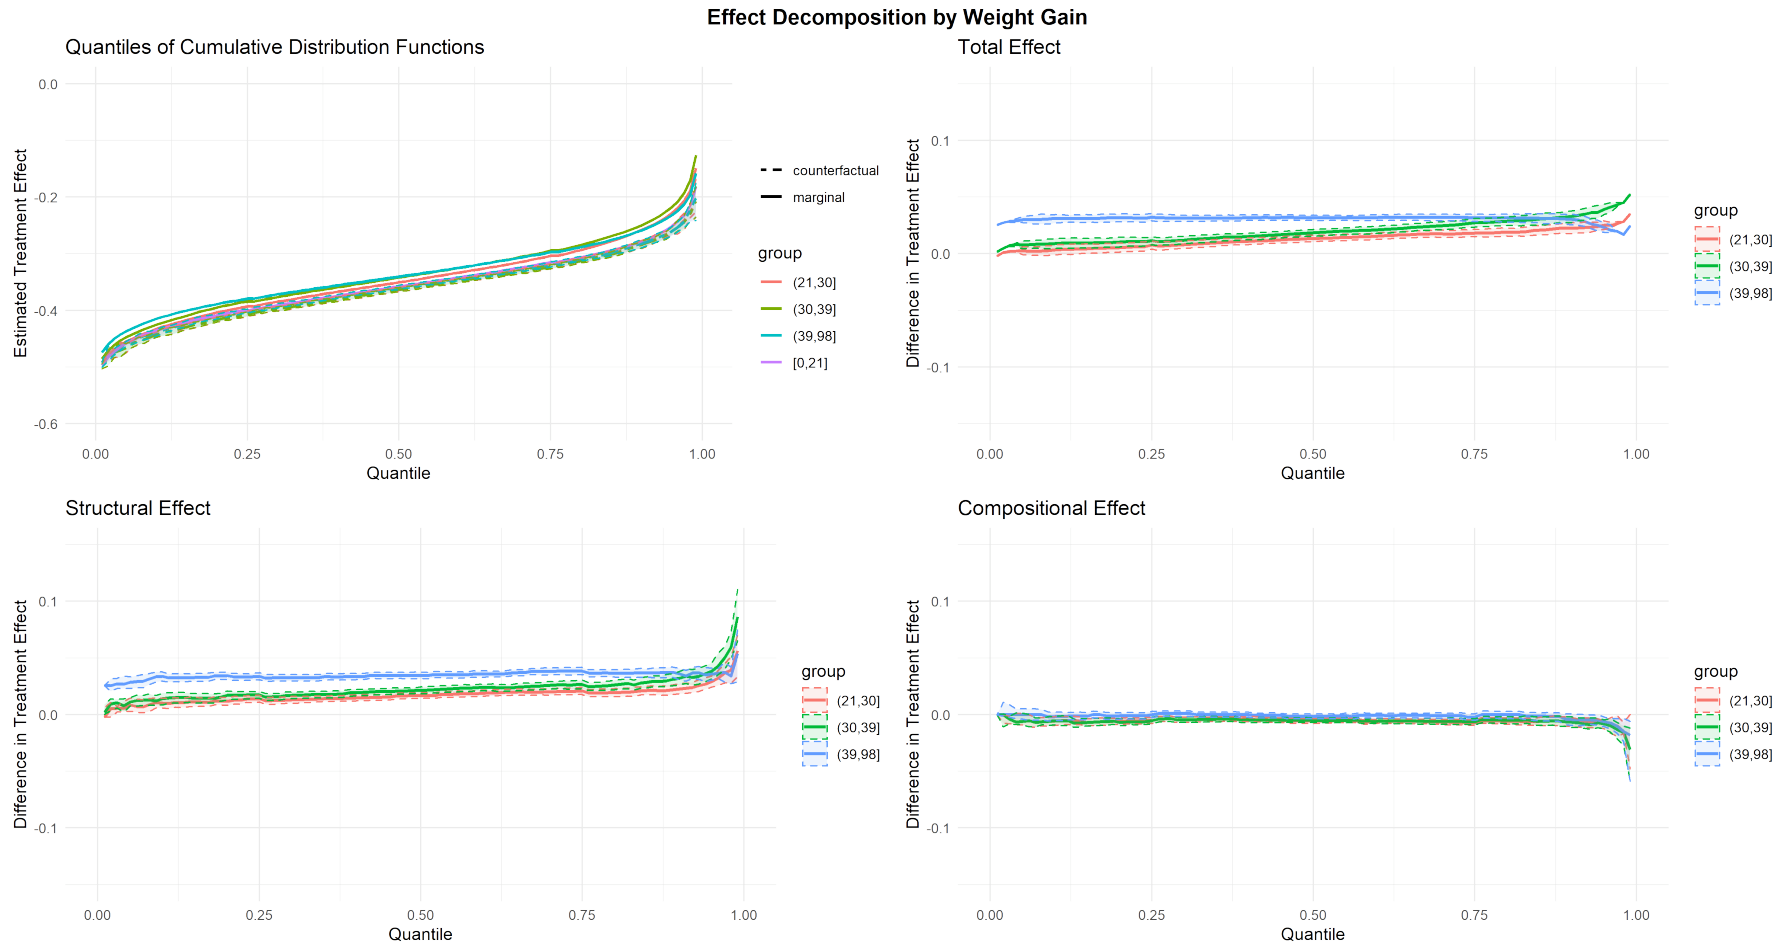 Effect Decomposition by Weight Gain
Quantiles of Cumulative Distribution Functions
Estimated Treatment Effect
0.0
-0.2
-0.4
-0.6
0.00 0.25 0.50 0.75 1.00
Quantile
counterfactual
marginal
group
(21,30]
(30,39]
(39,98]
[0,21]
Total Effect
Difference in Treatment Effect
0.1
0.0
-0.1
0.00 0.25 0.50 0.75 1.00
Quantile
group
(21,30]
(30,39]
(39,98]
Structural Effect
Difference in Treatment Effect
0.1
0.0
-0.1
0.00 0.25 0.50 0.75 1.00
Quantile
group
(21,30]
(30,39]
(39,98]
Compositional Effect
Difference in Treatment Effect
0.1
0.0
-0.1
0.00 0.25 0.50 0.75 1.00
Quantile
group
(21,30]
(30,39]
(39,98]